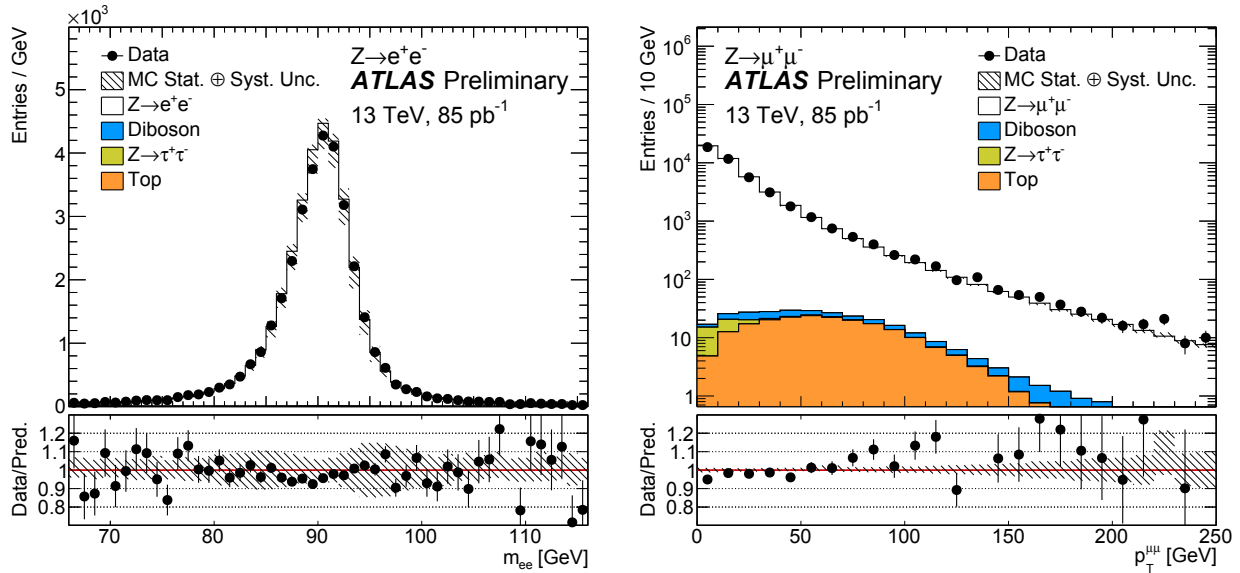 ×10³
Entries / GeV
6
4
2
0
Data
MC Stat. ⊕ Syst. Unc.
Z→e⁺e⁻
Diboson
Z→τ⁺τ⁻
Top
Z→e⁺e⁻
ATLAS Preliminary
13 TeV, 85 pb⁻¹
Data/Pred.
1.2
1.1
1
0.9
0.8
70 80 90 100 110
m_ee [GeV]
Entries / 10 GeV
10⁶
10⁵
10⁴
10³
10²
10
1
Z→μ⁺μ⁻
ATLAS Preliminary
13 TeV, 85 pb⁻¹
Data
MC Stat. ⊕ Syst. Unc.
Z→μ⁺μ⁻
Diboson
Z→τ⁺τ⁻
Top
Data/Pred.
1.2
1.1
1
0.9
0.8
0 50 100 150 200 250
p_T^μμ [GeV]